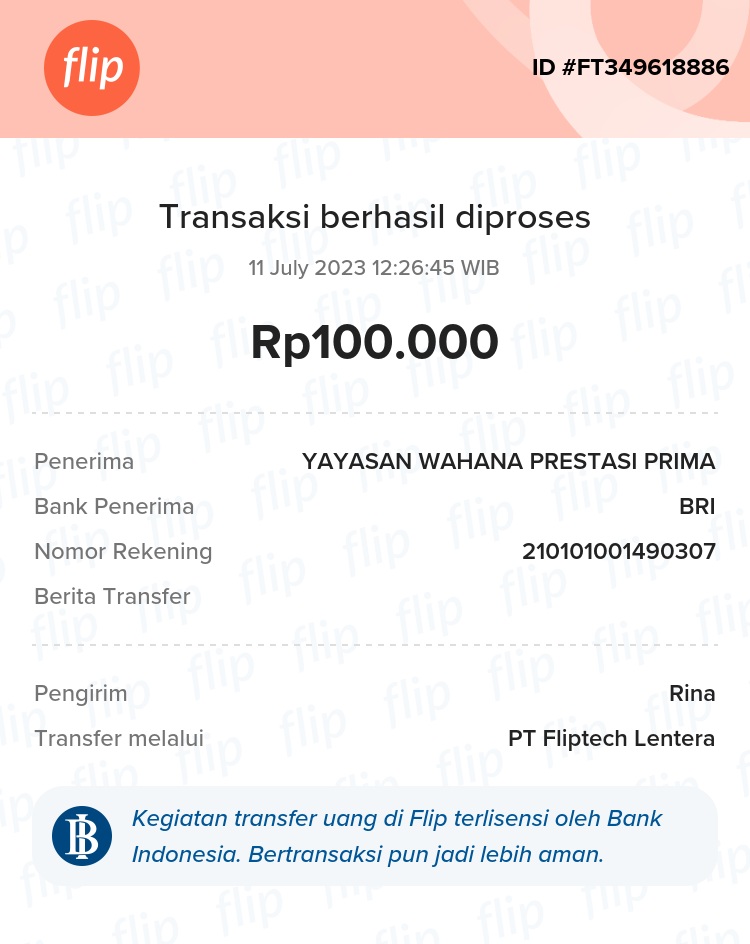 flip
ID #FT349618886
Transaksi berhasil diproses
11 July 2023 12:26:45 WIB
Rp100.000
Penerima YAYASAN WAHANA PRESTASI PRIMA
Bank Penerima BRI
Nomor Rekening 210101001490307
Berita Transfer
Pengirim Rina
Transfer melalui PT Fliptech Lentera
Kegiatan transfer uang di Flip terlisensi oleh Bank
Indonesia. Bertransaksi pun jadi lebih aman.